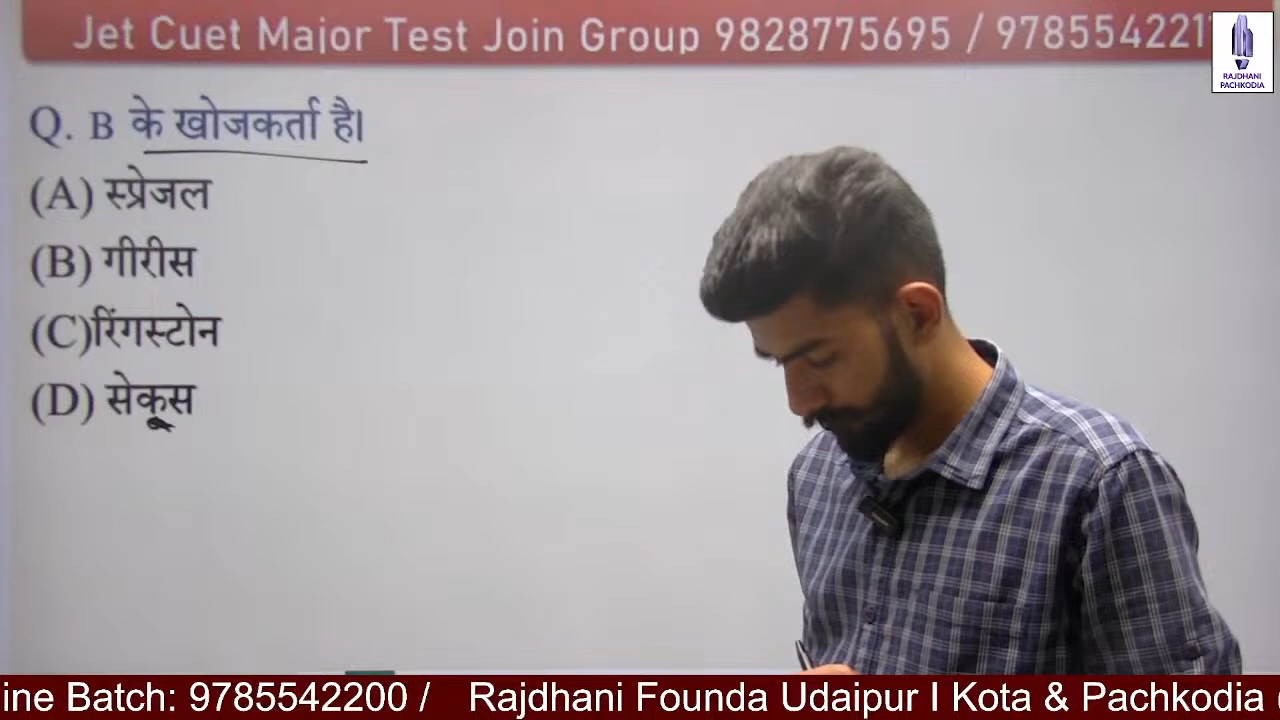 Jet Cuet Major Test Join Group 9828775695 / 978554221
RAJDHANI
PACHKODIA
Q. B के खोजकर्ता है।
(A) स्प्रेजल
(B) गीरीस
(C)रिंगस्टोन
(D) सेकूस
ine Batch: 9785542200 / Rajdhani Founda Udaipur I Kota & Pachkodia